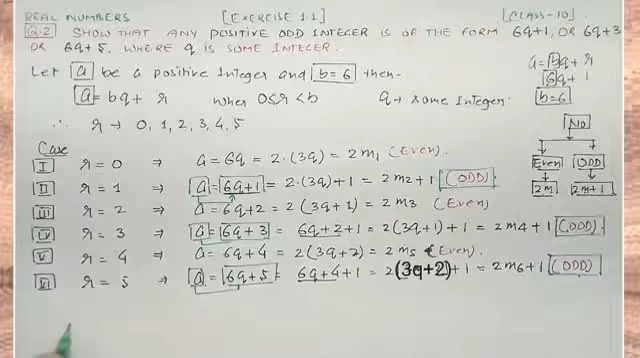 REAL NUMBERS [EXERCISE 1.1] [CLASS-10]
Q.2 SHOW THAT ANY POSITIVE ODD INTEGER IS OF THE FORM 6q+1, OR 6q+3
OR 6q+5, WHERE q IS SOME INTEGER.
Let a be a positive Integer and b=6 then-
a = bq + r when 0≤r<b q → some Integer.
∴ r → 0, 1, 2, 3, 4, 5
a = bq + r
6q + 1
b=6
NO
Even ODD
2m 2m+1
Case
I r = 0 ⇒ a = 6q = 2·(3q) = 2m1 (Even).
II r = 1 ⇒ a = 6q+1 = 2·(3q)+1 = 2m2+1 (ODD)
III r = 2 ⇒ a = 6q+2 = 2(3q+1) = 2m3 (Even)
IV r = 3 ⇒ a = 6q+3 = 6q+2+1 = 2(3q+1)+1 = 2m4+1 (ODD)
V r = 4 ⇒ a = 6q+4 = 2(3q+2) = 2m5 (Even).
VI r = 5 ⇒ a = 6q+5 = 6q+4+1 = 2(3q+2)+1 = 2m6+1 (ODD)